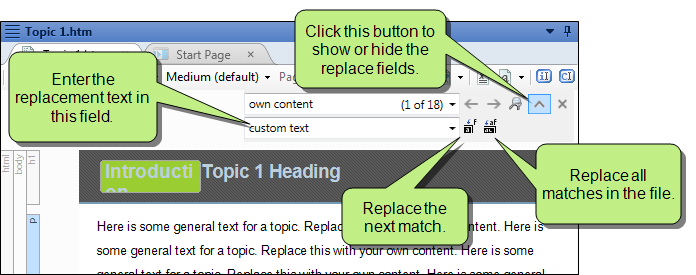 Topic 1.htm
Click this button to
show or hide the
replace fields.
Start Page
Enter the
replacement text in
this field.
Medium (default)
own content (1 of 18)
custom text
html
body
h1
p
Introducti
on
Topic 1 Heading
Replace the
next match.
Replace all
matches in the file.
Here is some general text for a topic. Replac content. Here is
some general text for a topic. Replace this with your own content. Here is some
general text for a topic. Replace this with your own content. Here is some general